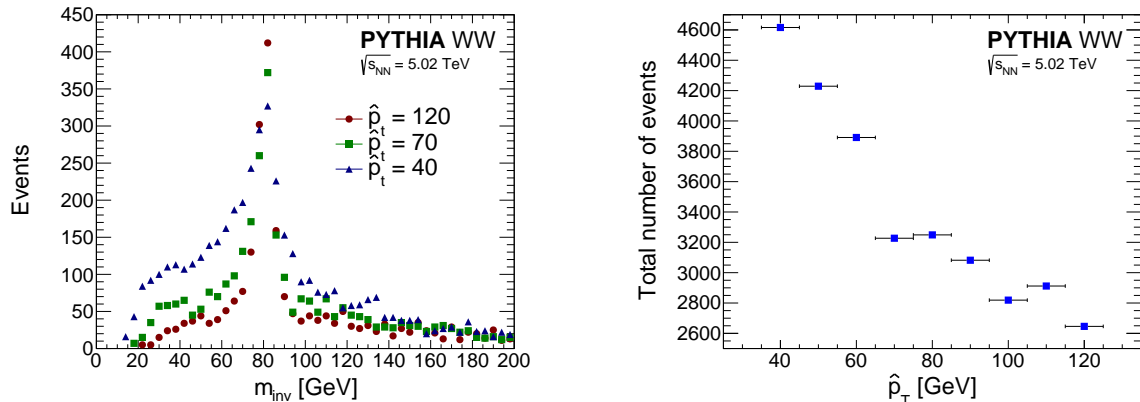 450
400
350
300
250
200
150
100
50
0
Events
0 20 40 60 80 100 120 140 160 180 200
m_inv [GeV]
PYTHIA WW
√s_NN = 5.02 TeV
p̂_t = 120
p̂_t = 70
p̂_t = 40
4600
4400
4200
4000
3800
3600
3400
3200
3000
2800
2600
Total number of events
40 60 80 100 120
p̂_T [GeV]
PYTHIA WW
√s_NN = 5.02 TeV